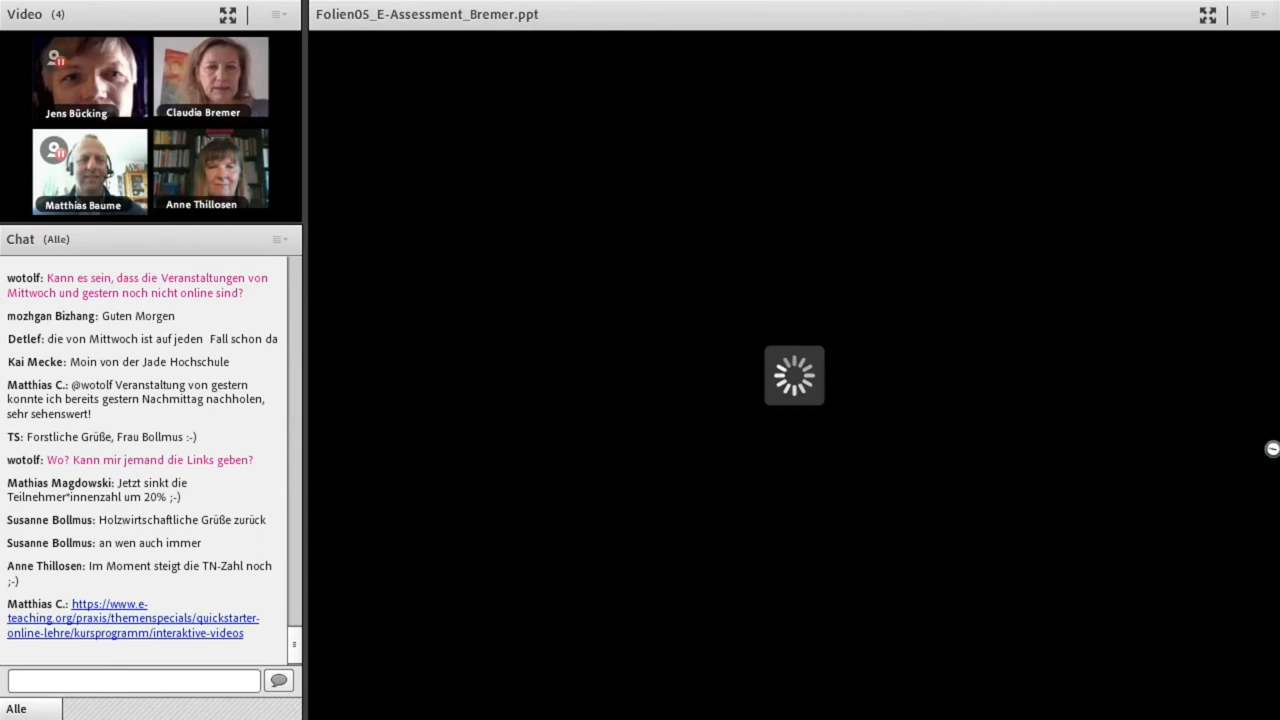 Video (4)
Folien05_E-Assessment_Bremer.ppt
Jens Bücking
Claudia Bremer
Matthias Baume
Anne Thillosen
Chat (Alle)
wotolf: Kann es sein, dass die Veranstaltungen von
Mittwoch und gestern noch nicht online sind?
mozhgan Bizhang: Guten Morgen
Detlef: die von Mittwoch ist auf jeden Fall schon da
Kai Mecke: Moin von der Jade Hochschule
Matthias C.: @wotolf Veranstaltung von gestern
konnte ich bereits gestern Nachmittag nachholen,
sehr sehenswert!
TS: Forstliche Grüße, Frau Bollmus :-)
wotolf: Wo? Kann mir jemand die Links geben?
Mathias Magdowski: Jetzt sinkt die
Teilnehmer*innenzahl um 20% ;-)
Susanne Bollmus: Holzwirtschaftliche Grüße zurück
Susanne Bollmus: an wen auch immer
Anne Thillosen: Im Moment steigt die TN-Zahl noch
;-)
Matthias C.: https://www.e-
teaching.org/praxis/themenspecials/quickstarter-
online-lehre/kursprogramm/interaktive-videos
Alle